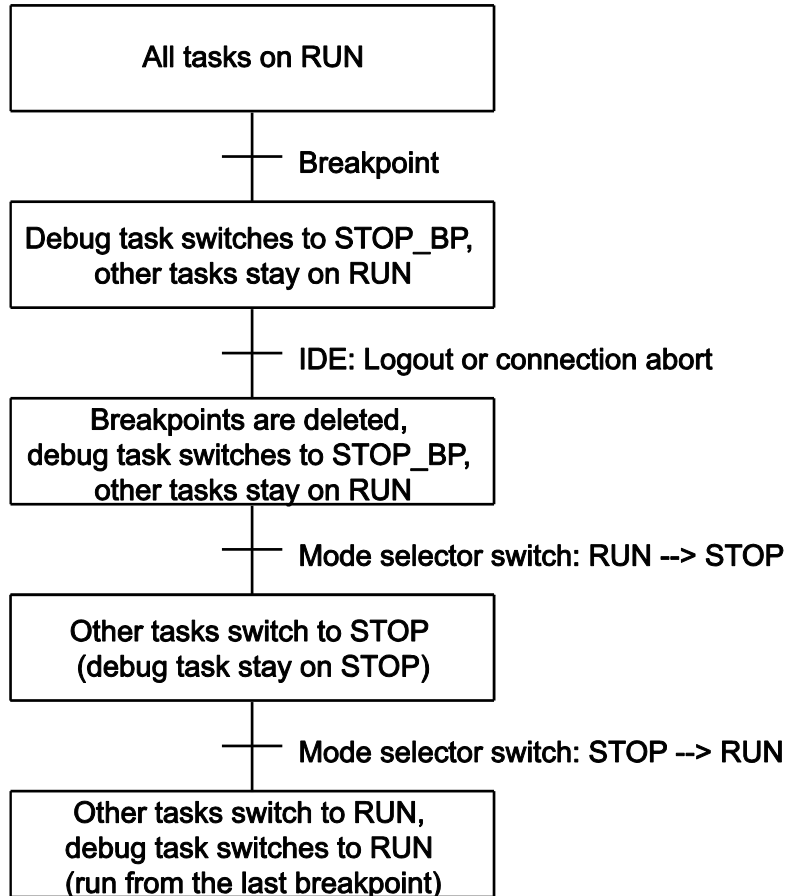 All tasks on RUN
Breakpoint
Debug task switches to STOP_BP,
other tasks stay on RUN
IDE: Logout or connection abort
Breakpoints are deleted,
debug task switches to STOP_BP,
other tasks stay on RUN
Mode selector switch: RUN --> STOP
Other tasks switch to STOP
(debug task stay on STOP)
Mode selector switch: STOP --> RUN
Other tasks switch to RUN,
debug task switches to RUN
(run from the last breakpoint)